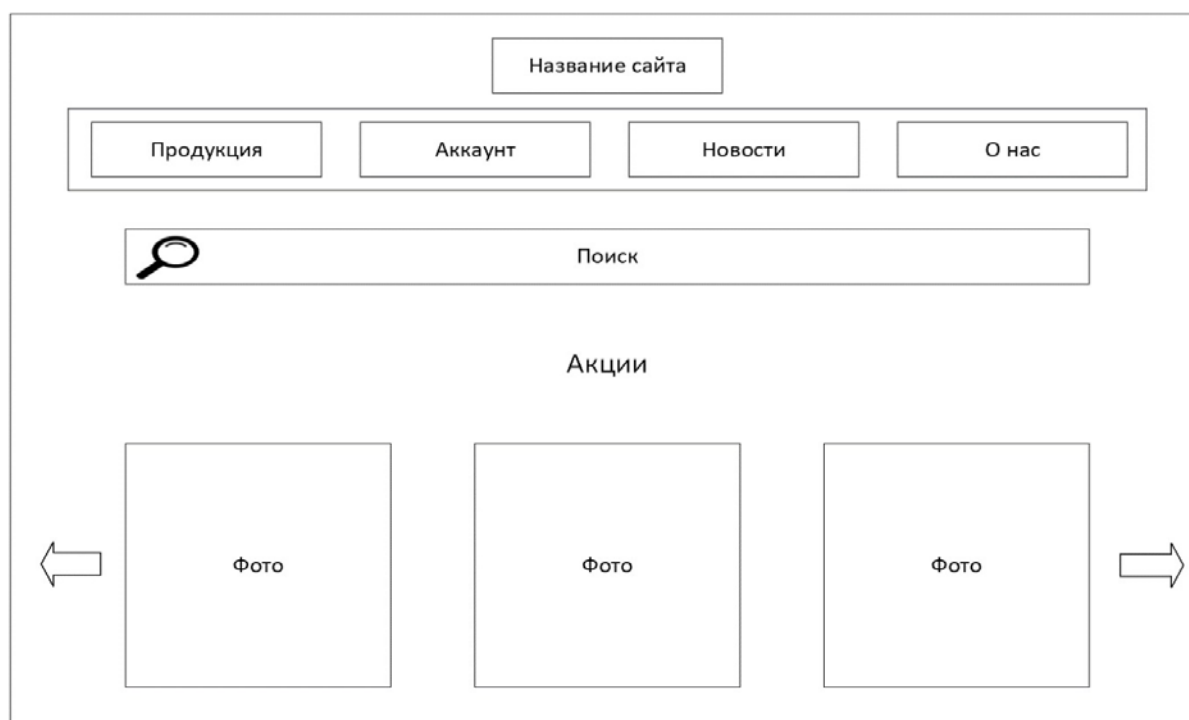 Название сайта
Продукция
Аккаунт
Новости
О нас
Поиск
Акции
Фото
Фото
Фото